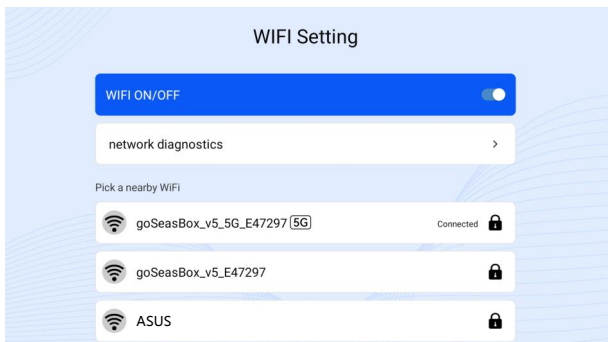 WIFI Setting
WIFI ON/OFF
network diagnostics
Pick a nearby WiFi
goSeasBox_v5_5G_E47297 5G
Connected
goSeasBox_v5_E47297
ASUS